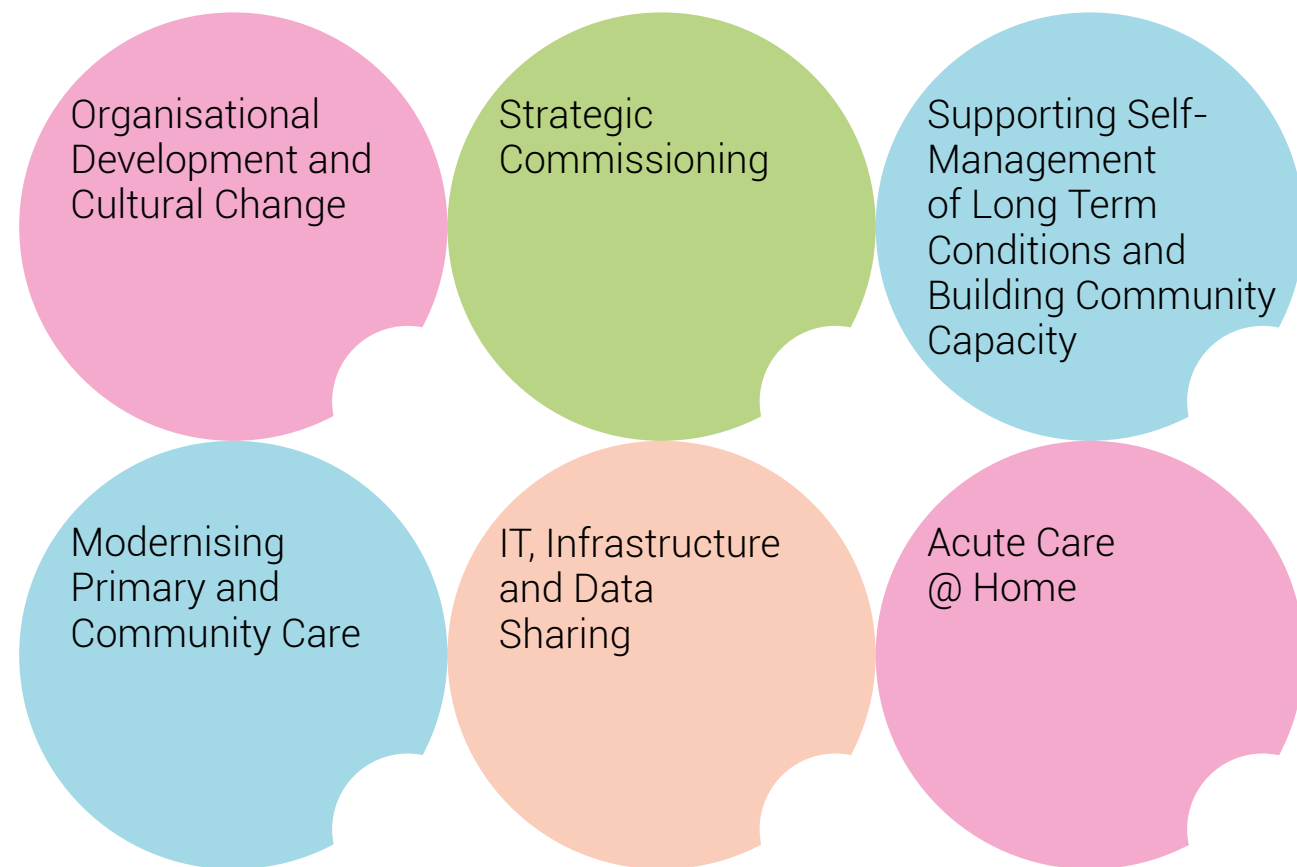 Organisational
Development and
Cultural Change
Strategic
Commissioning
Supporting Self-
Management
of Long Term
Conditions and
Building Community
Capacity
Modernising
Primary and
Community Care
IT, Infrastructure
and Data
Sharing
Acute Care
@ Home